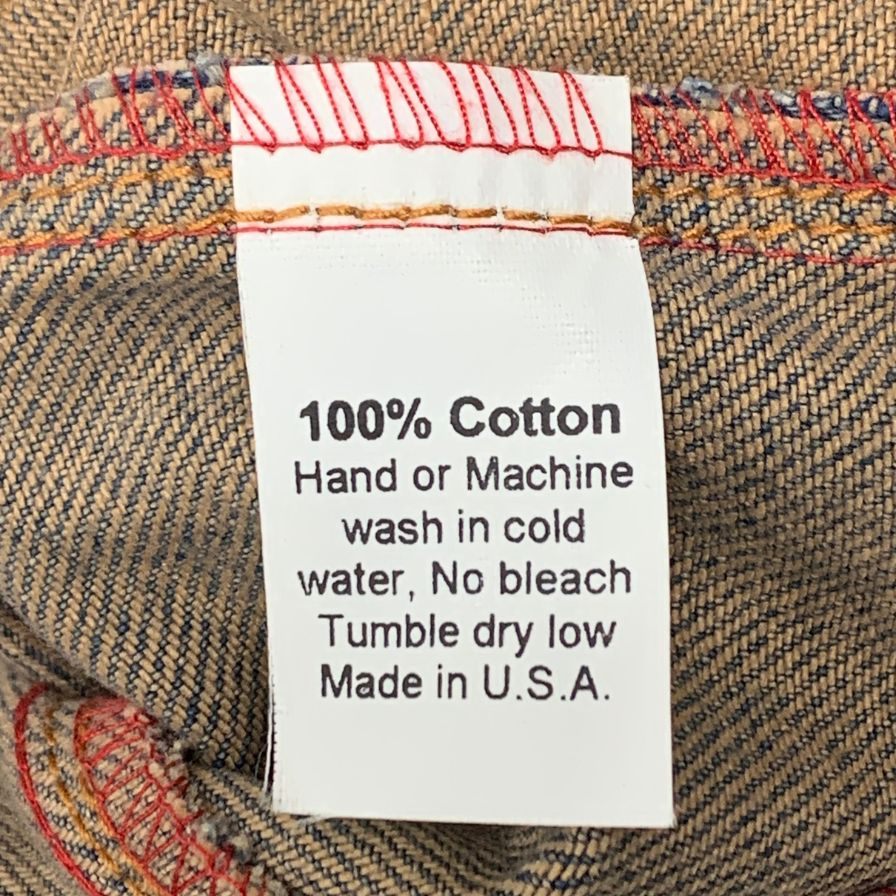 100% Cotton
Hand or Machine
wash in cold
water, No bleach
Tumble dry low
Made in U.S.A.